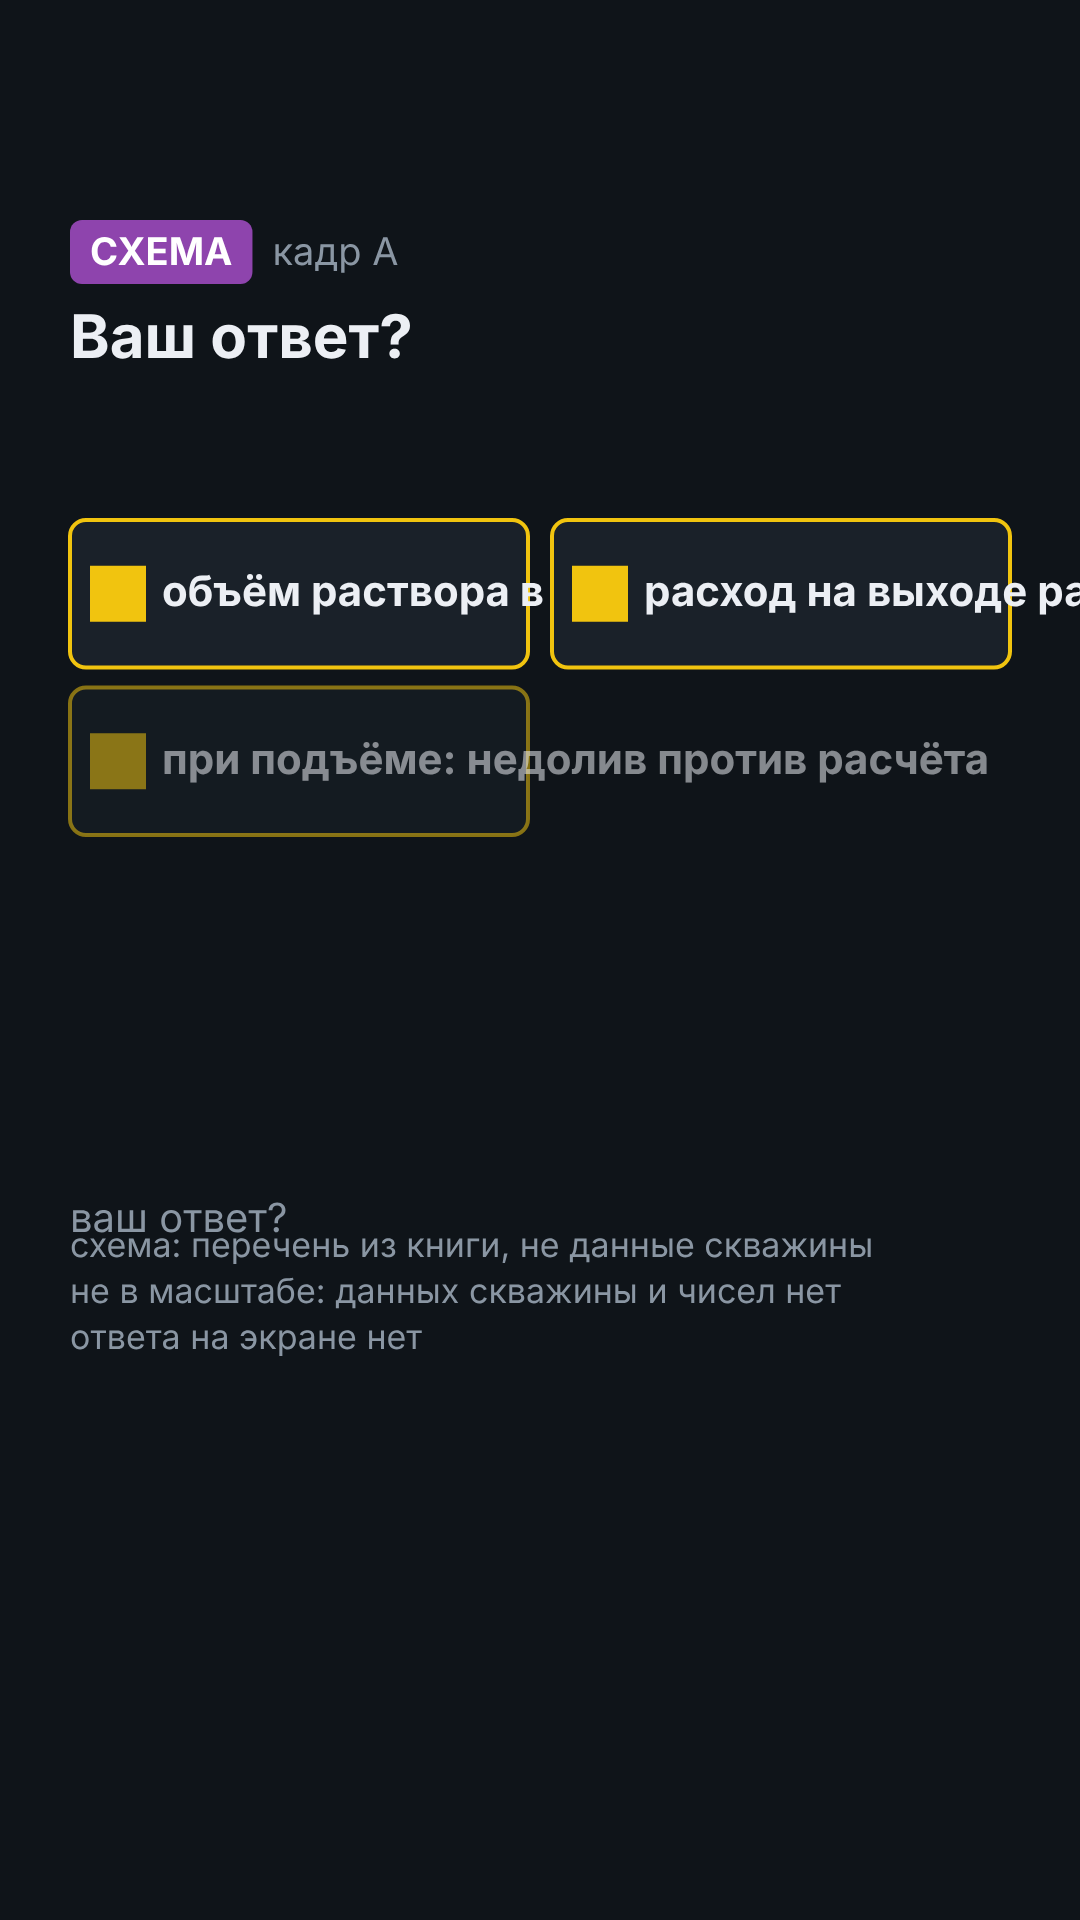 СХЕМА кадр А
Ваш ответ?
объём раствора в
расход на выходе
при подъёме: недолив против расчёта
ваш ответ?
схема: перечень из книги, не данные скважины
не в масштабе: данных скважины и чисел нет
ответа на экране нет